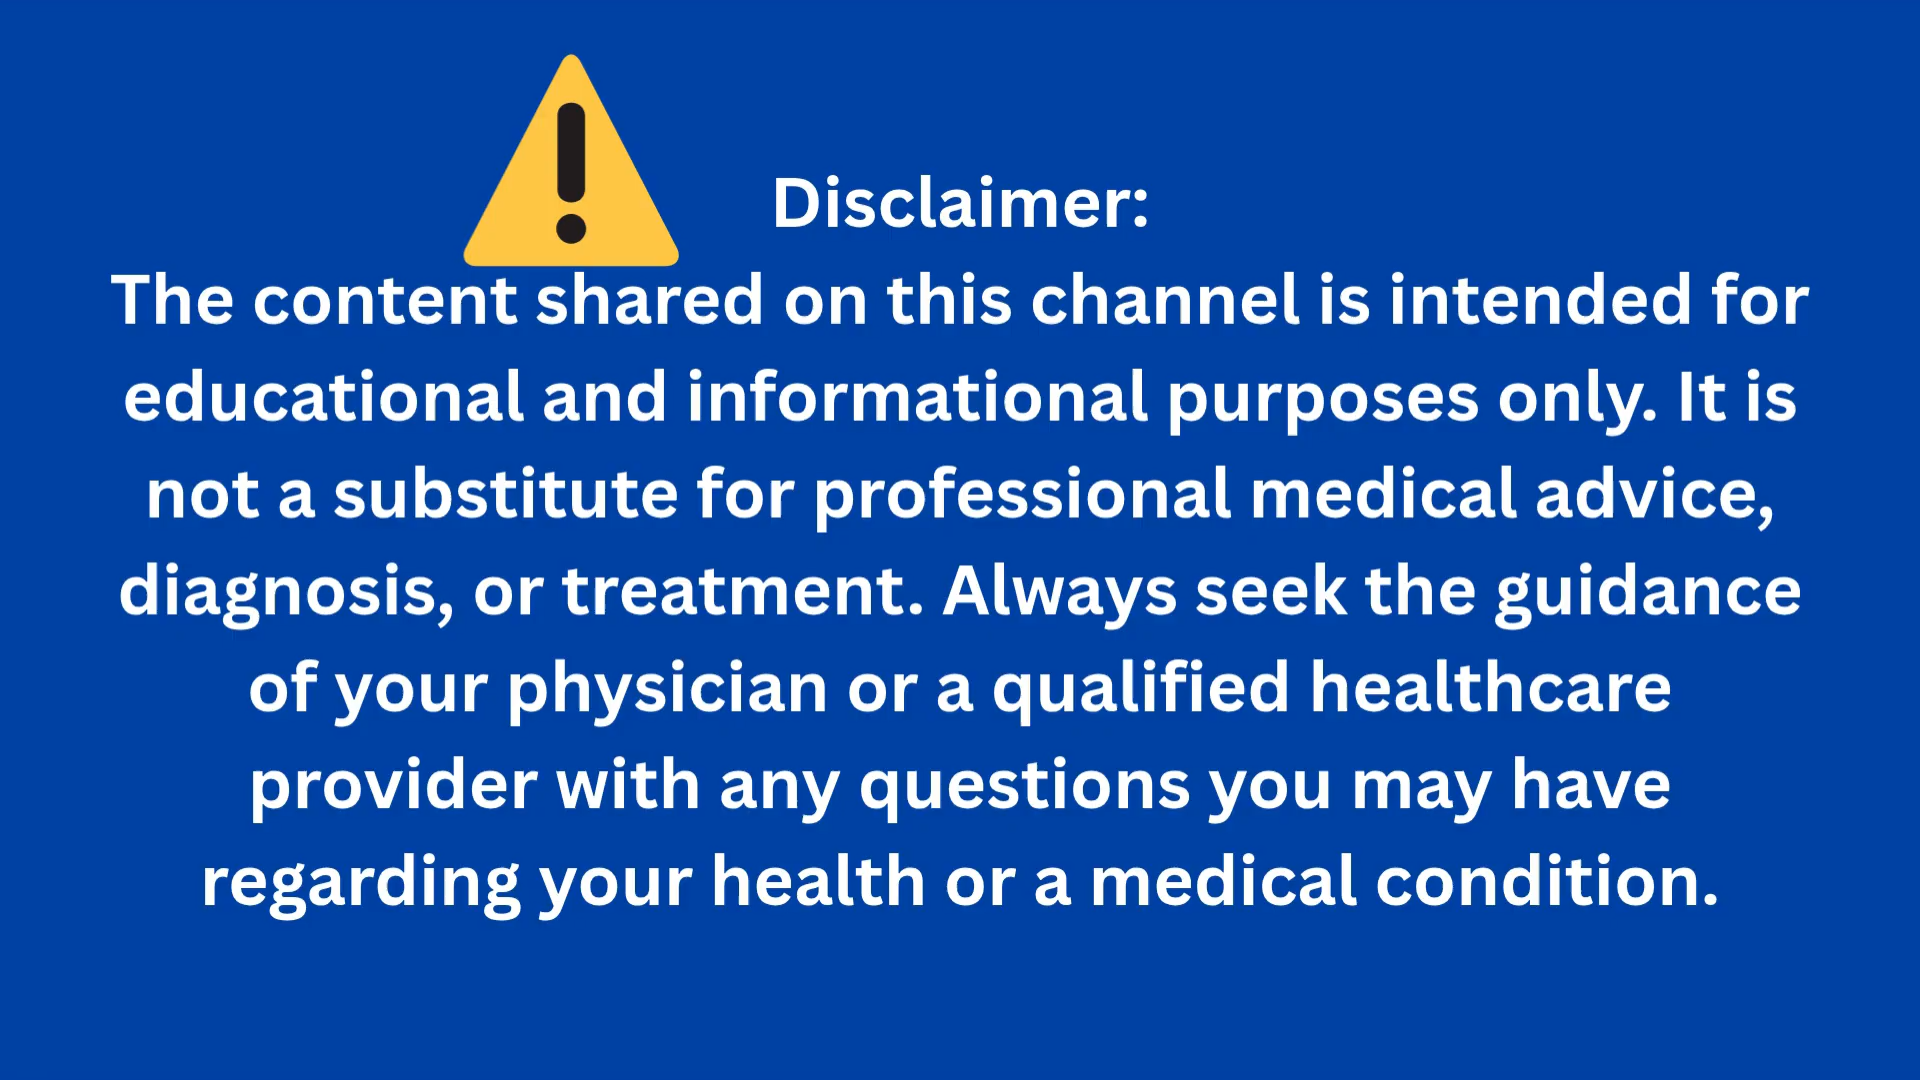 Disclaimer:
The content shared on this channel is intended for
educational and informational purposes only. It is
not a substitute for professional medical advice,
diagnosis, or treatment. Always seek the guidance
of your physician or a qualified healthcare
provider with any questions you may have
regarding your health or a medical condition.